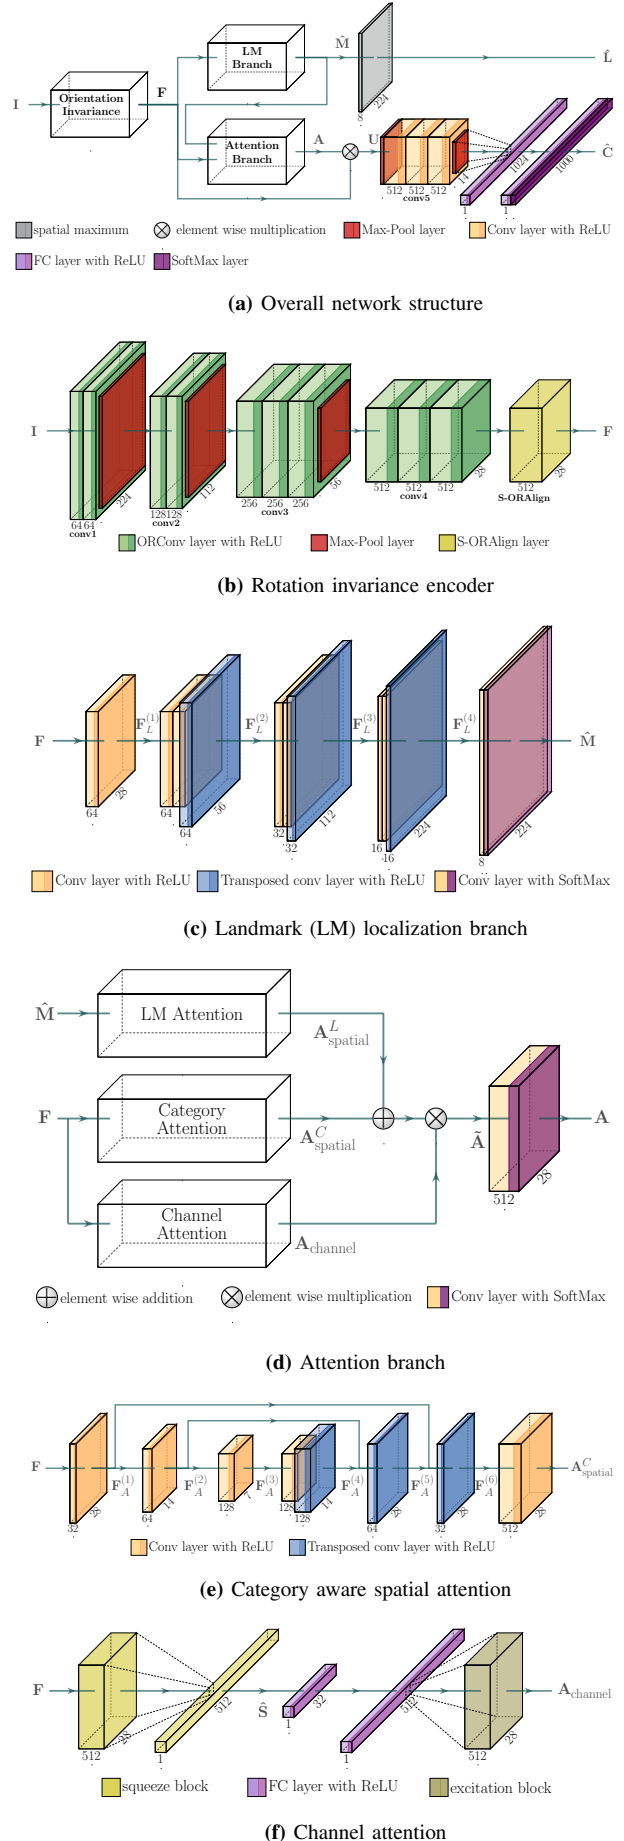 I
Orientation
Invariance
F
LM
Branch
M̂
8
224
L̂
Attention
Branch
A
U
512 512 512
conv5
14
1
1024
1
1000
Ĉ
spatial maximum
element wise multiplication
Max-Pool layer
Conv layer with ReLU
FC layer with ReLU
SoftMax layer
(a) Overall network structure
I
64 64
conv1
224
128 128
conv2
112
256 256 256
conv3
56
512 512 512
conv4
28
512
28
S-ORAlign
F
ORConv layer with ReLU
Max-Pool layer
S-ORAlign layer
(b) Rotation invariance encoder
F
64
28
F_L^(1)
64
64
56
F_L^(2)
32
32
112
F_L^(3)
16
16
224
F_L^(4)
8
224
M̂
Conv layer with ReLU
Transposed conv layer with ReLU
Conv layer with SoftMax
(c) Landmark (LM) localization branch
M̂
LM Attention
A^L_spatial
F
Category
Attention
A^C_spatial
Channel
Attention
A_channel
Ã
512
28
A
element wise addition
element wise multiplication
Conv layer with SoftMax
(d) Attention branch
F
32
28
F_A^(1)
64
14
F_A^(2)
128
7
F_A^(3)
128
128
14
F_A^(4)
64
28
F_A^(5)
32
28
F_A^(6)
512
28
A^C_spatial
Conv layer with ReLU
Transposed conv layer with ReLU
(e) Category aware spatial attention
F
512
28
1
512
Ŝ
1
32
1
512
512
28
A_channel
squeeze block
FC layer with ReLU
excitation block
(f) Channel attention